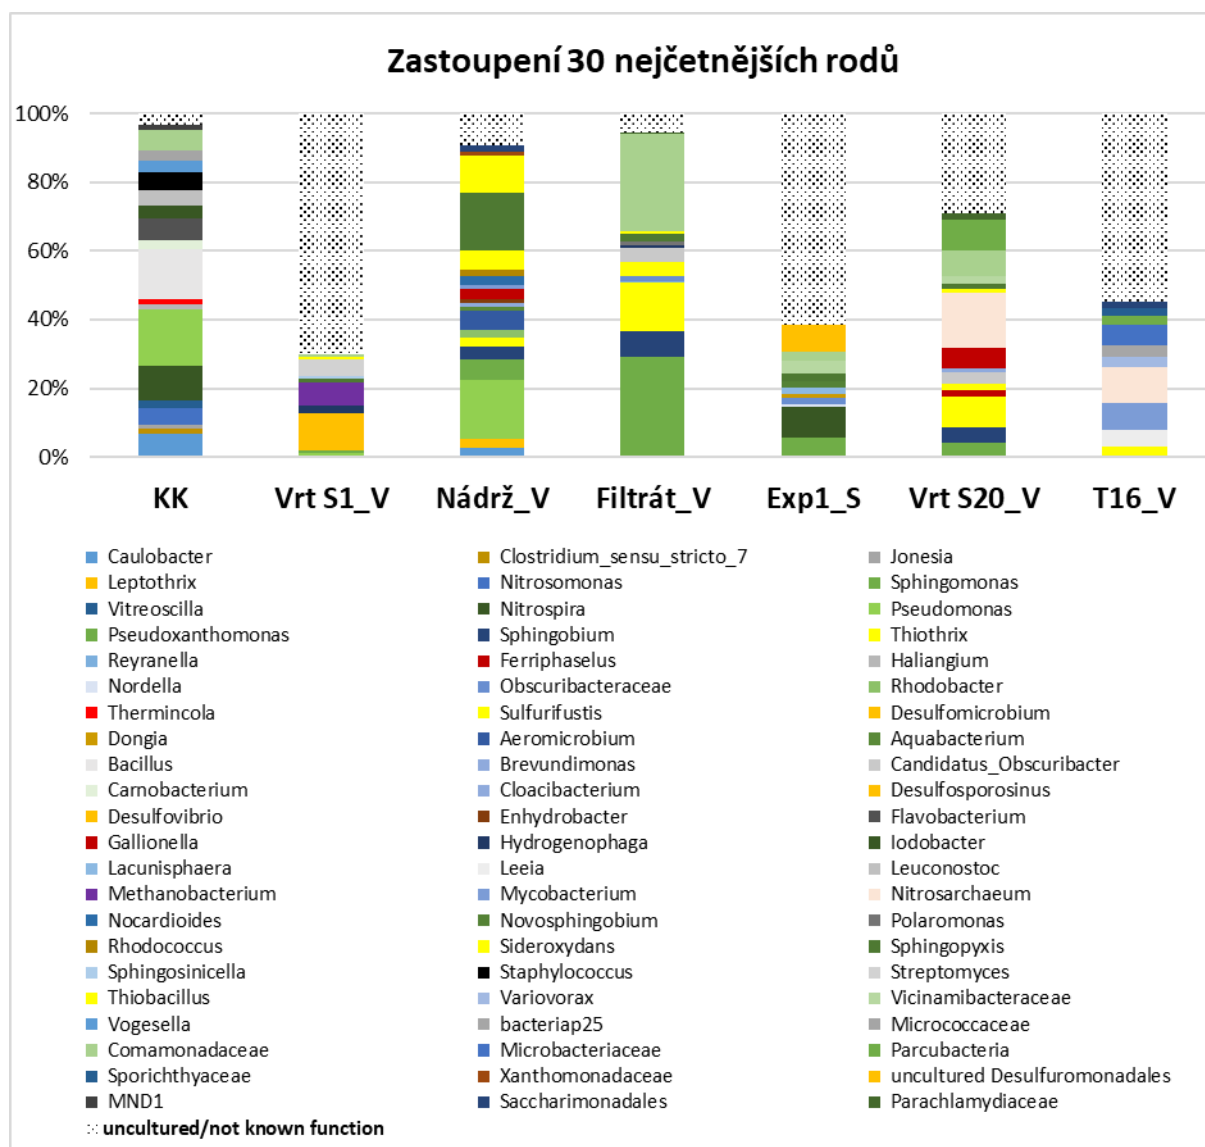 Zastoupení 30 nejčetnějších rodů
100%
80%
60%
40%
20%
0%
KK Vrt S1_V Nádrž_V Filtrát_V Exp1_S Vrt S20_V T16_V
Caulobacter Clostridium_sensu_stricto_7 Jonesia
Leptothrix Nitrosomonas Sphingomonas
Vitreoscilla Nitrospira Pseudomonas
Pseudoxanthomonas Sphingobium Thiothrix
Reyranella Ferriphaselus Haliangium
Nordella Obscuribacteraceae Rhodobacter
Thermincola Sulfurifustis Desulfomicrobium
Dongia Aeromicrobium Aquabacterium
Bacillus Brevundimonas Candidatus_Obscuribacter
Carnobacterium Cloacibacterium Desulfosporosinus
Desulfovibrio Enhydrobacter Flavobacterium
Gallionella Hydrogenophaga Iodobacter
Lacunisphaera Leeia Leuconostoc
Methanobacterium Mycobacterium Nitrosarchaeum
Nocardioides Novosphingobium Polaromonas
Rhodococcus Sideroxydans Sphingopyxis
Sphingosinicella Staphylococcus Streptomyces
Thiobacillus Variovorax Vicinamibacteraceae
Vogesella bacteriap25 Micrococcaceae
Comamonadaceae Microbacteriaceae Parcubacteria
Sporichthyaceae Xanthomonadaceae uncultured Desulfuromonadales
MND1 Saccharimonadales Parachlamydiaceae
uncultured/not known function